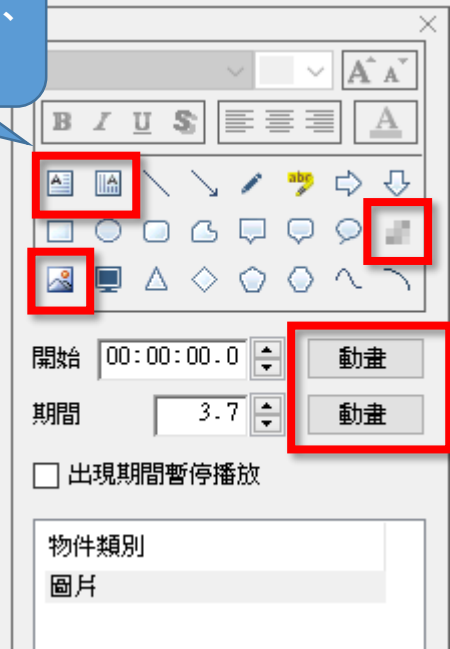 、
A A
B I U S A
A A abc
開始 00:00:00.0 動畫
期間 3.7 動畫
出現期間暫停播放
物件類別
圖片